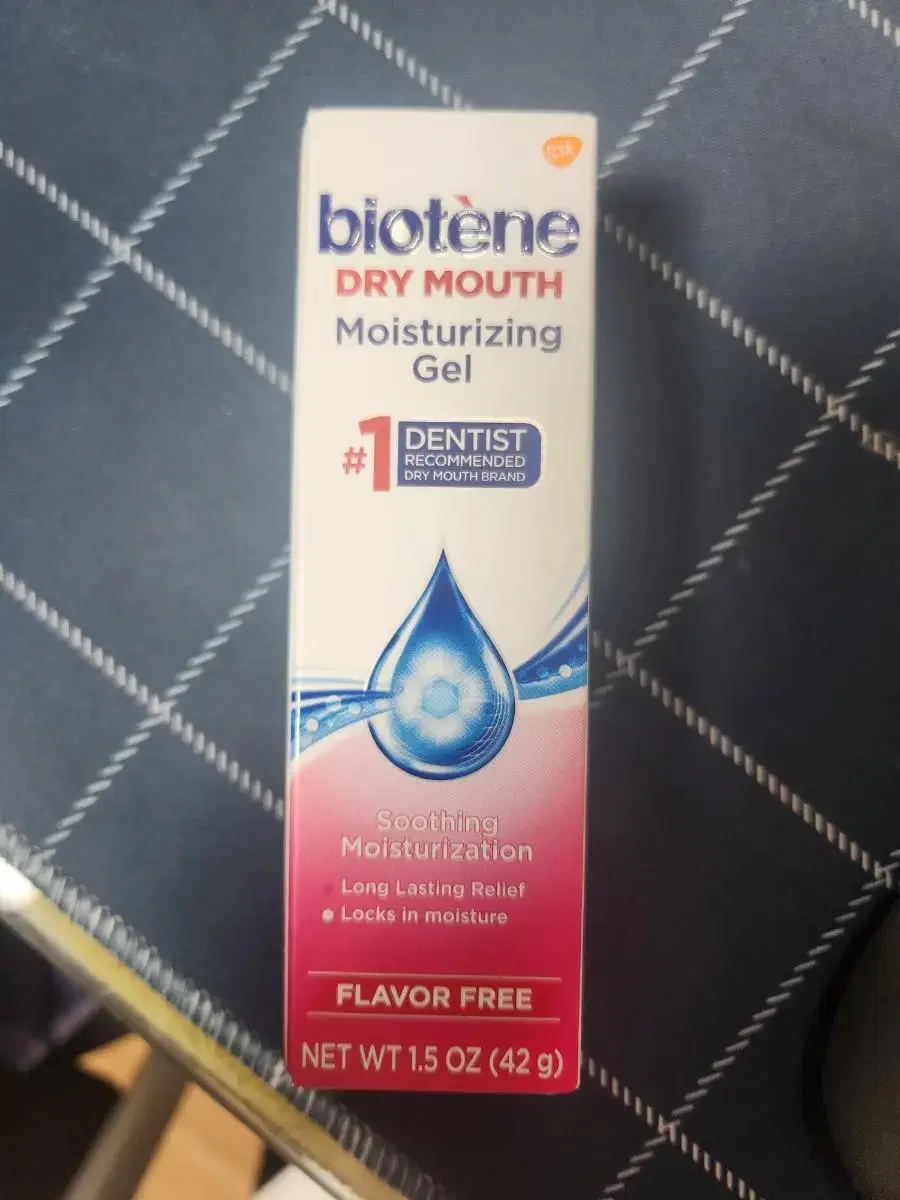 gsk
biotène
DRY MOUTH
Moisturizing
Gel
#1 DENTIST
RECOMMENDED
DRY MOUTH BRAND
Soothing
Moisturization
Long Lasting Relief
• Locks in moisture
FLAVOR FREE
NET WT 1.5 OZ (42 g)